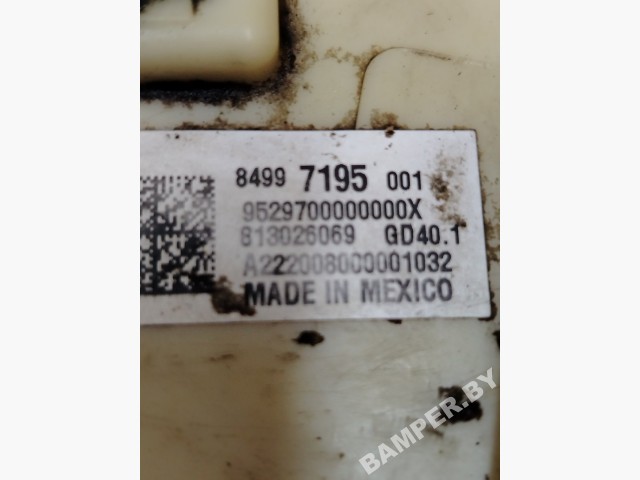 8499 7195 001
9529700000000X
813026069 GD40.1
A222008000001032
MADE IN MEXICO
BAMPER.BY